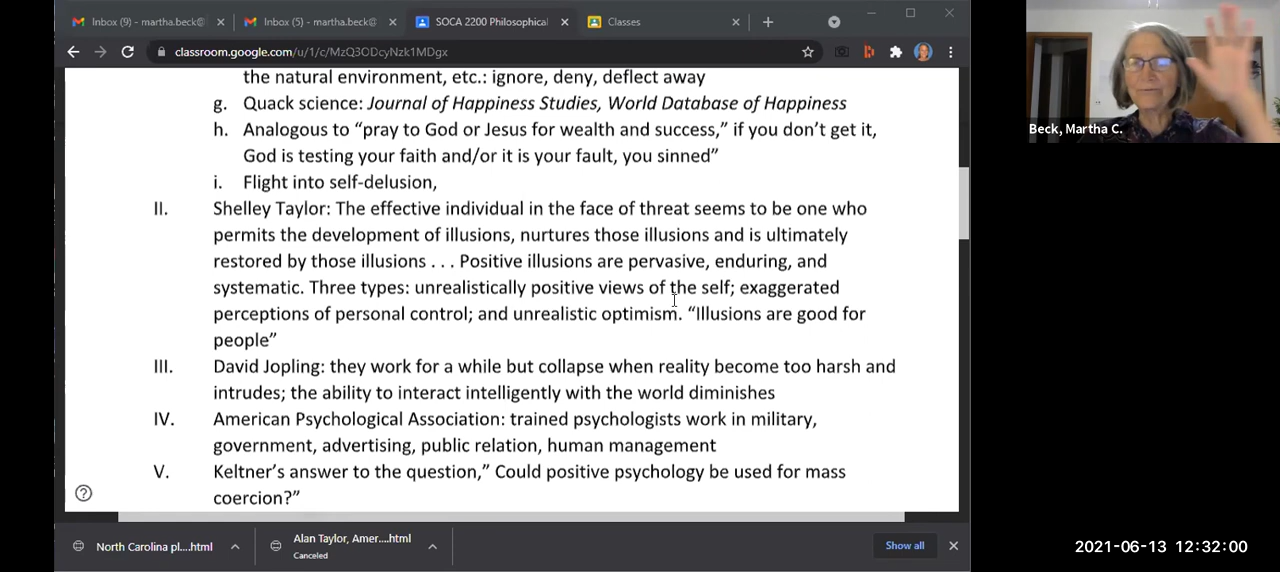 Inbox (9) - martha.beck@
Inbox (5) - martha.beck@
SOCA 2200 Philosophical
Classes
classroom.google.com/u/1/c/MzQ3ODcyNzk1MDgx
the natural environment, etc.: ignore, deny, deflect away
g. Quack science: Journal of Happiness Studies, World Database of Happiness
h. Analogous to “pray to God or Jesus for wealth and success,” if you don’t get it,
God is testing your faith and/or it is your fault, you sinned”
i. Flight into self-delusion,
II. Shelley Taylor: The effective individual in the face of threat seems to be one who
permits the development of illusions, nurtures those illusions and is ultimately
restored by those illusions . . . Positive illusions are pervasive, enduring, and
systematic. Three types: unrealistically positive views of the self; exaggerated
perceptions of personal control; and unrealistic optimism. “Illusions are good for
people”
III. David Jopling: they work for a while but collapse when reality become too harsh and
intrudes; the ability to interact intelligently with the world diminishes
IV. American Psychological Association: trained psychologists work in military,
government, advertising, public relation, human management
V. Keltner’s answer to the question,” Could positive psychology be used for mass
coercion?”
North Carolina pl....html
Alan Taylor, Amer....html
Canceled
Show all
Beck, Martha C.
2021-06-13 12:32:00